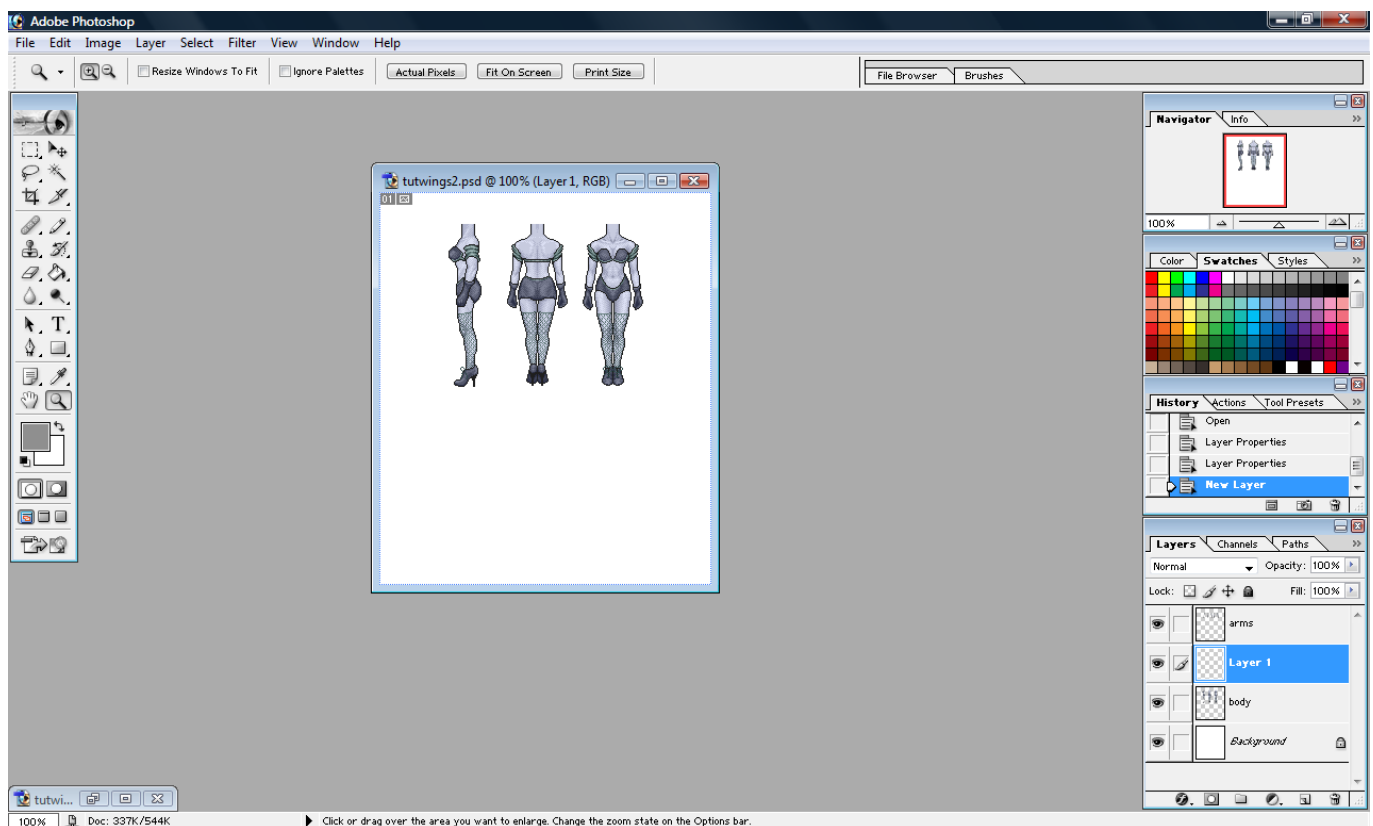 Adobe Photoshop
File Edit Image Layer Select Filter View Window Help
Resize Windows To Fit Ignore Palettes Actual Pixels Fit On Screen Print Size File Browser Brushes
Navigator Info
100%
Color Swatches Styles
History Actions Tool Presets
Open
Layer Properties
Layer Properties
New Layer
Layers Channels Paths
Normal Opacity: 100%
Lock: Fill: 100%
arms
Layer 1
body
Background
tutwings2.psd @ 100% (Layer 1, RGB)
01
T
tutwi...
100% Doc: 337K/544K Click or drag over the area you want to enlarge. Change the zoom state on the Options bar.